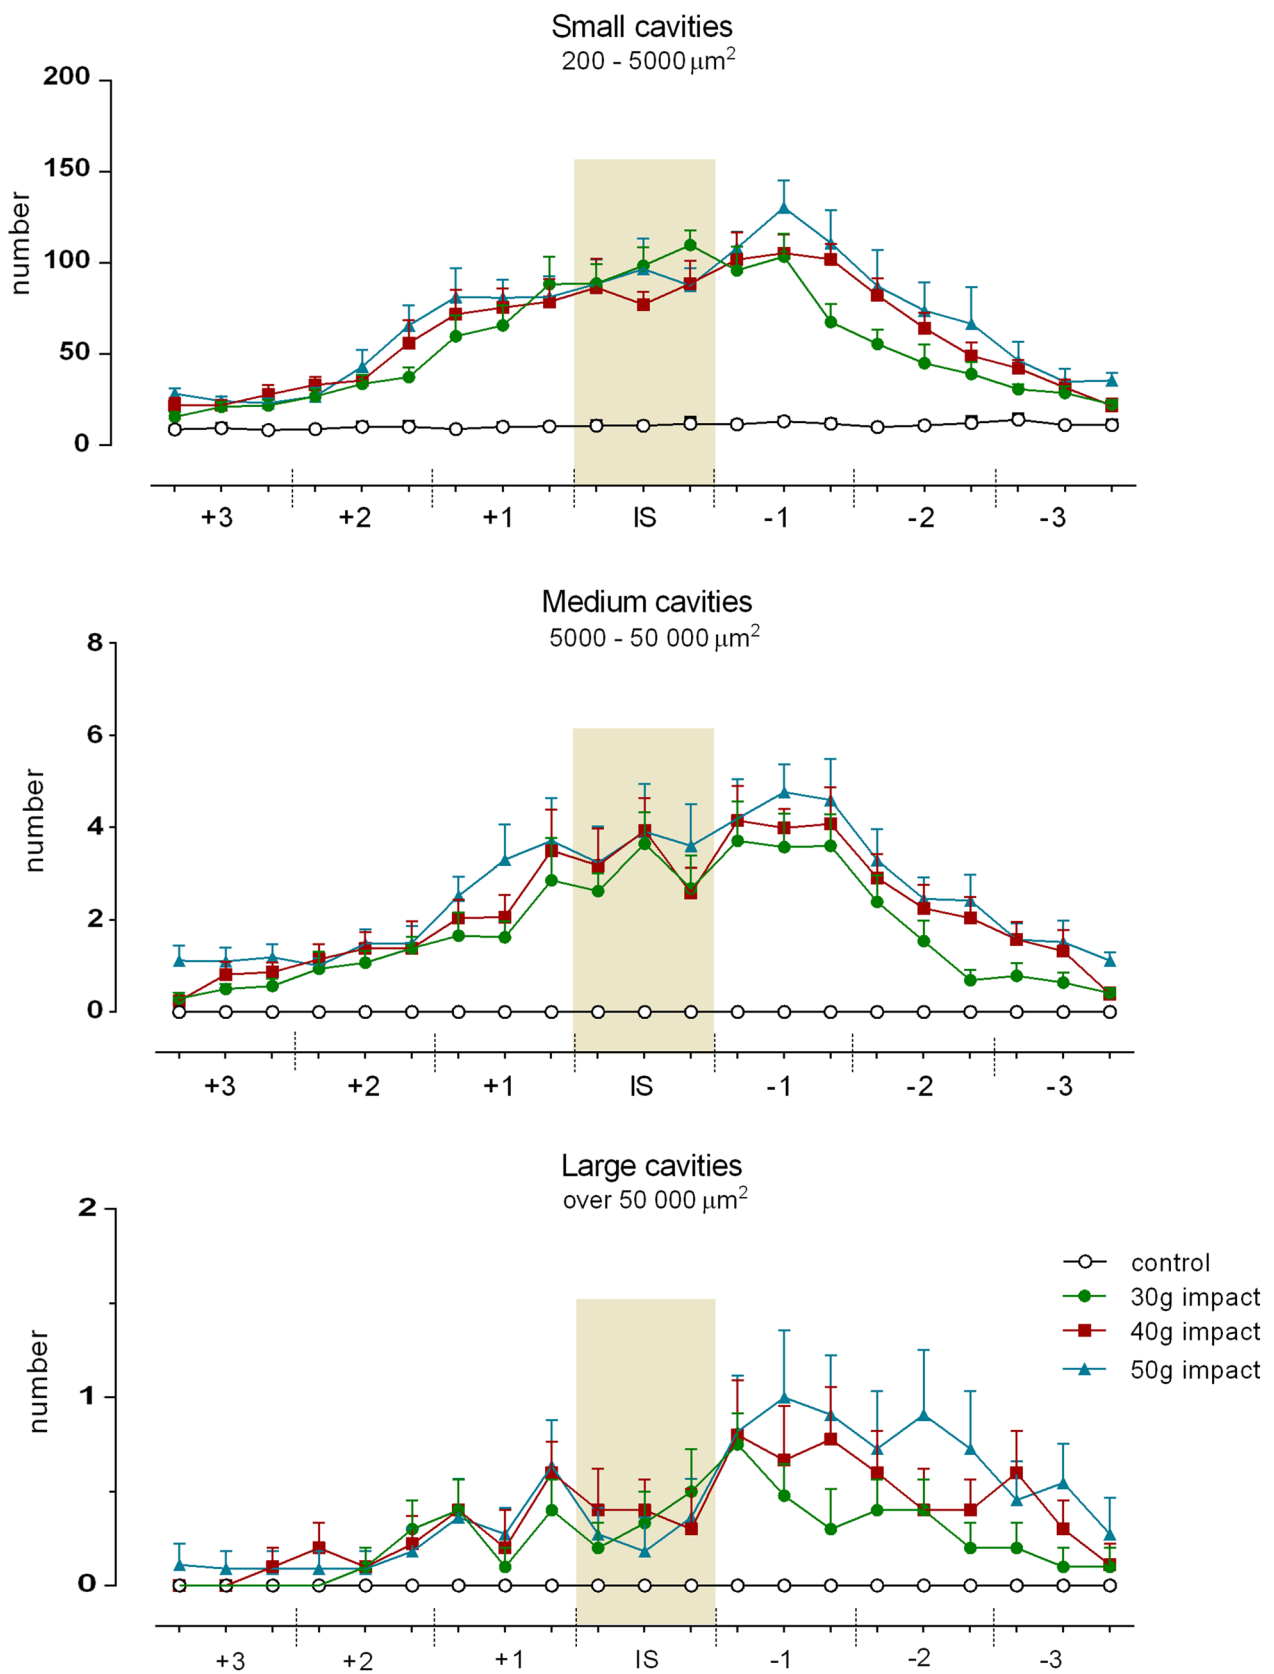 Small cavities
200 - 5000 μm²
number
200
150
100
50
0
+3 +2 +1 IS -1 -2 -3
Medium cavities
5000 - 50 000 μm²
number
8
6
4
2
0
+3 +2 +1 IS -1 -2 -3
Large cavities
over 50 000 μm²
number
2
1
0
control
30g impact
40g impact
50g impact
+3 +2 +1 IS -1 -2 -3